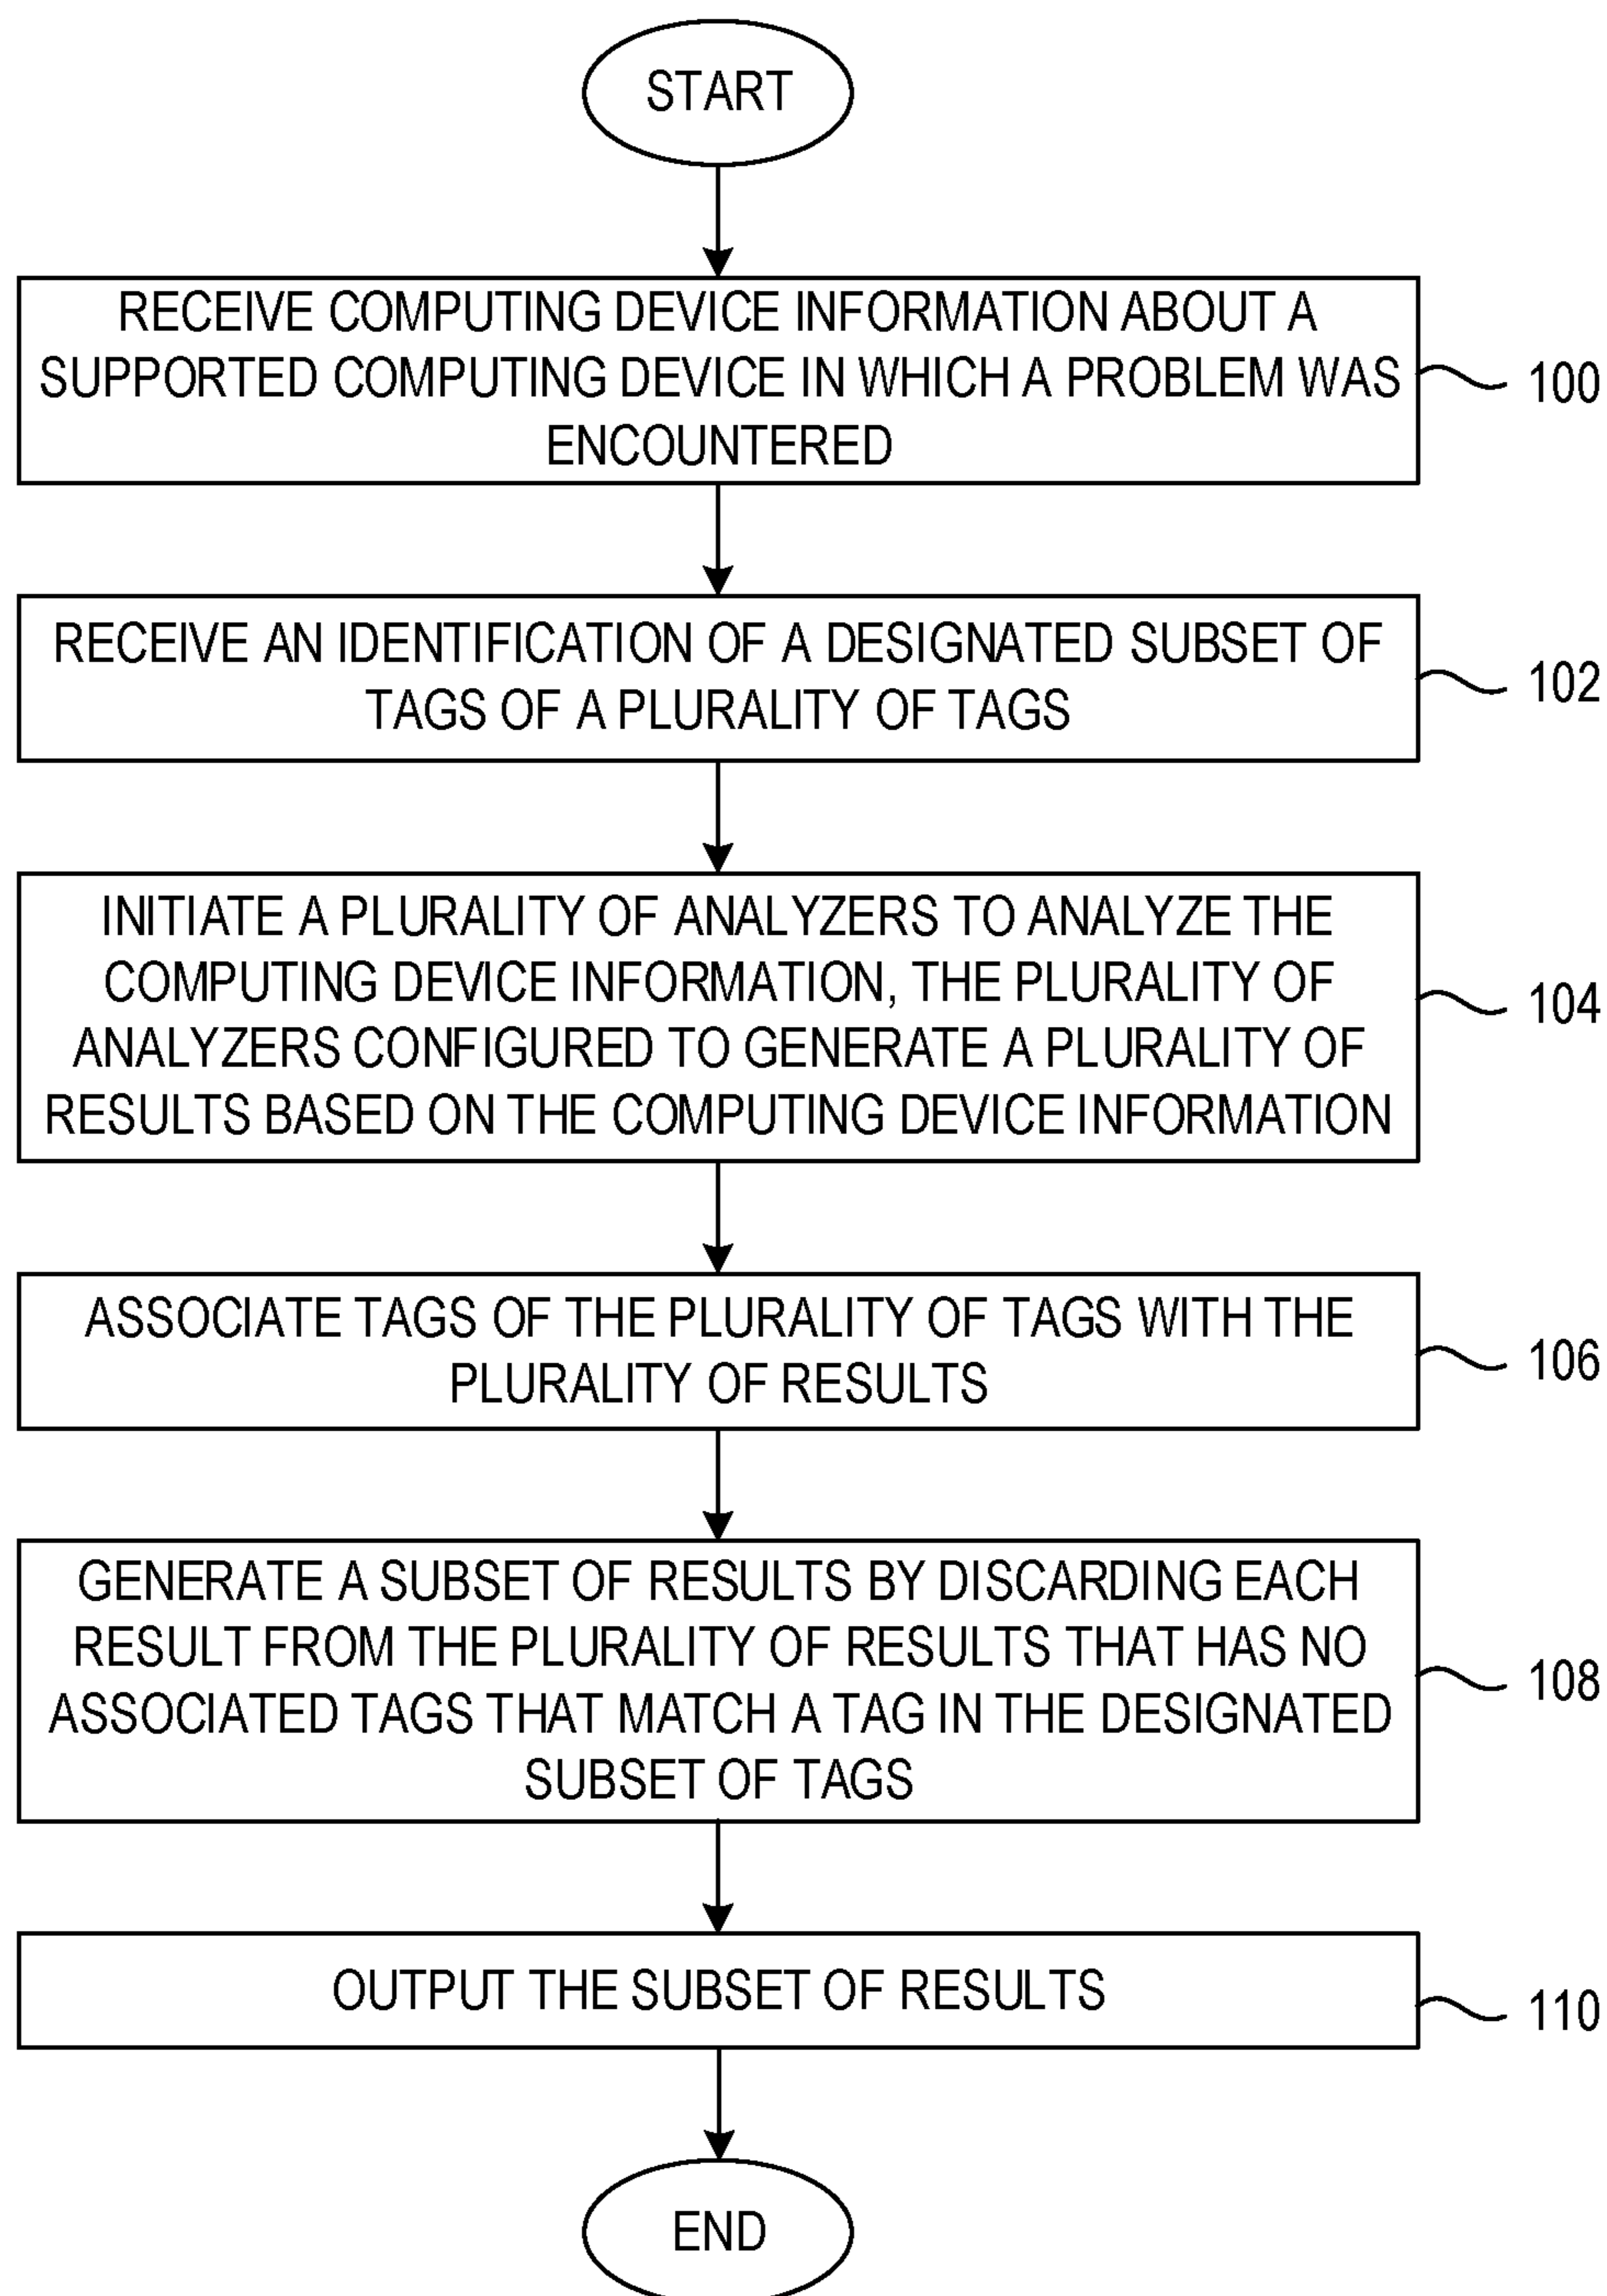 START
RECEIVE COMPUTING DEVICE INFORMATION ABOUT A
SUPPORTED COMPUTING DEVICE IN WHICH A PROBLEM WAS
ENCOUNTERED
100
RECEIVE AN IDENTIFICATION OF A DESIGNATED SUBSET OF
TAGS OF A PLURALITY OF TAGS
102
INITIATE A PLURALITY OF ANALYZERS TO ANALYZE THE
COMPUTING DEVICE INFORMATION, THE PLURALITY OF
ANALYZERS CONFIGURED TO GENERATE A PLURALITY OF
RESULTS BASED ON THE COMPUTING DEVICE INFORMATION
104
ASSOCIATE TAGS OF THE PLURALITY OF TAGS WITH THE
PLURALITY OF RESULTS
106
GENERATE A SUBSET OF RESULTS BY DISCARDING EACH
RESULT FROM THE PLURALITY OF RESULTS THAT HAS NO
ASSOCIATED TAGS THAT MATCH A TAG IN THE DESIGNATED
SUBSET OF TAGS
108
OUTPUT THE SUBSET OF RESULTS
110
END